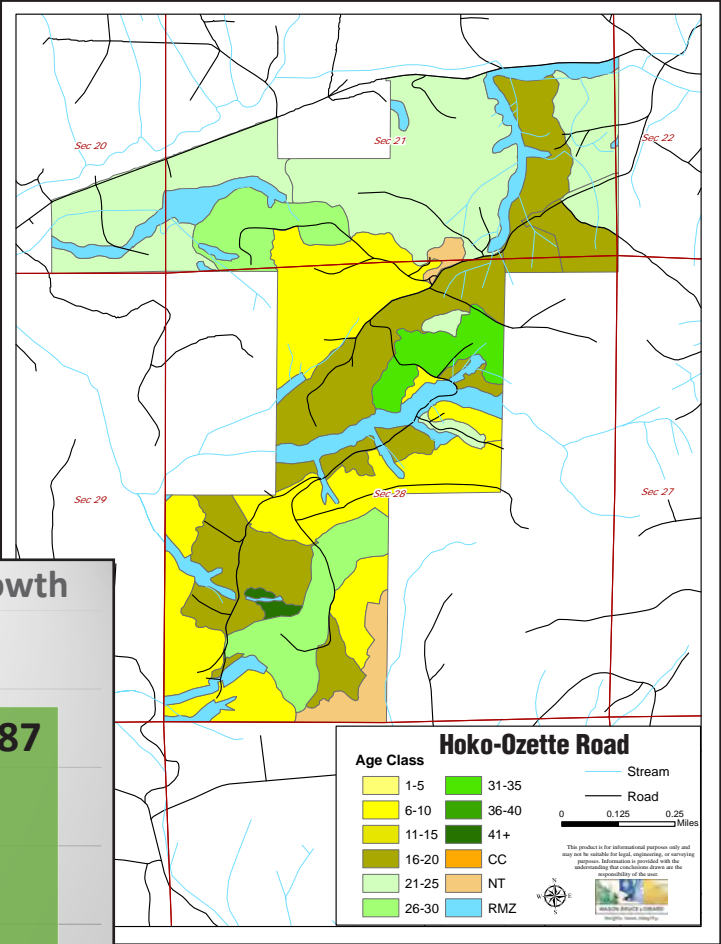 Sec 20
Sec 21
Sec 22
Sec 29
Sec 28
Sec 27
owth
87
Hoko-Ozette Road
Age Class
1-5
6-10
11-15
16-20
21-25
26-30
31-35
36-40
41+
CC
NT
RMZ
Stream
Road
0 0.125 0.25
Miles
This product is for informational purposes only and
may not be suitable for legal, engineering, or surveying
purposes. Information is provided with the
understanding that conclusions drawn are the
responsibility of the user.
N
W E
S
MASON, BRUCE & GIRARD